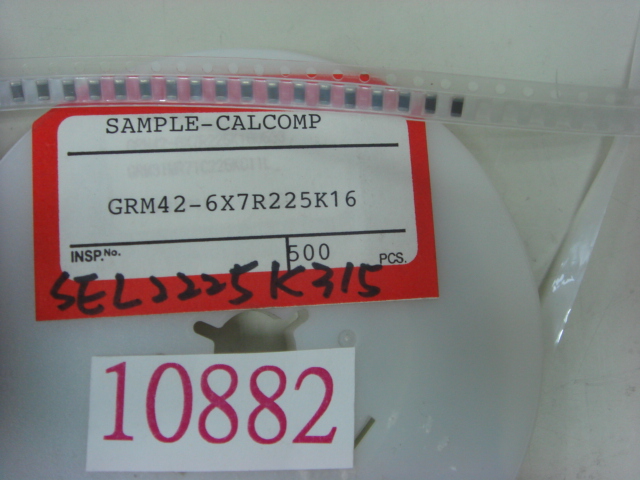 SAMPLE-CALCOMP
GRM42-6X7R225K16
INSP.No. 500 PCS.
SEL2225K315
10882